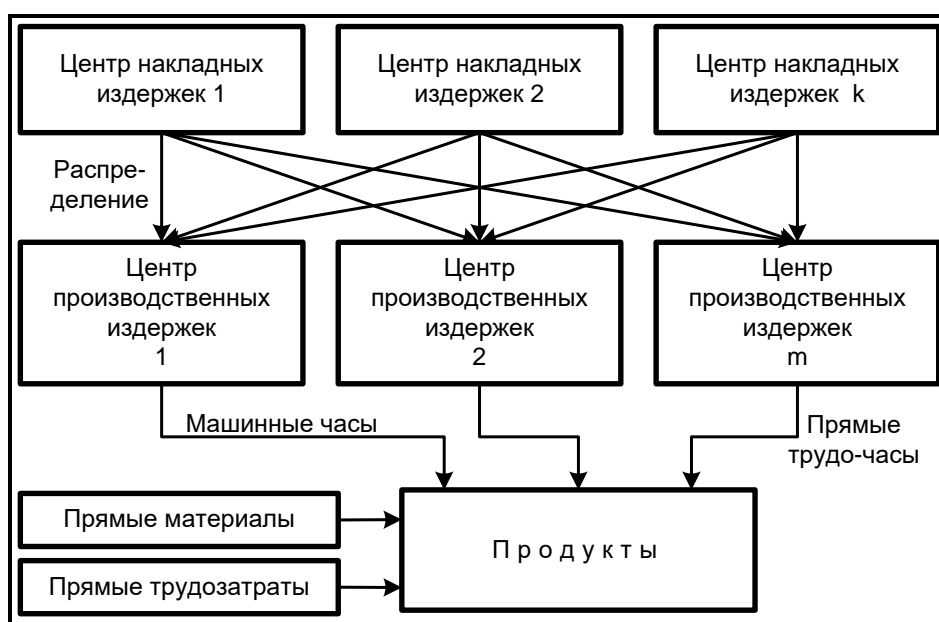 Центр накладных
издержек 1
Центр накладных
издержек 2
Центр накладных
издержек k
Распре-
деление
Центр
производственных
издержек
1
Центр
производственных
издержек
2
Центр
производственных
издержек
m
Машинные часы
Прямые
трудо-часы
Прямые материалы
Прямые трудозатраты
П р о д у к т ы